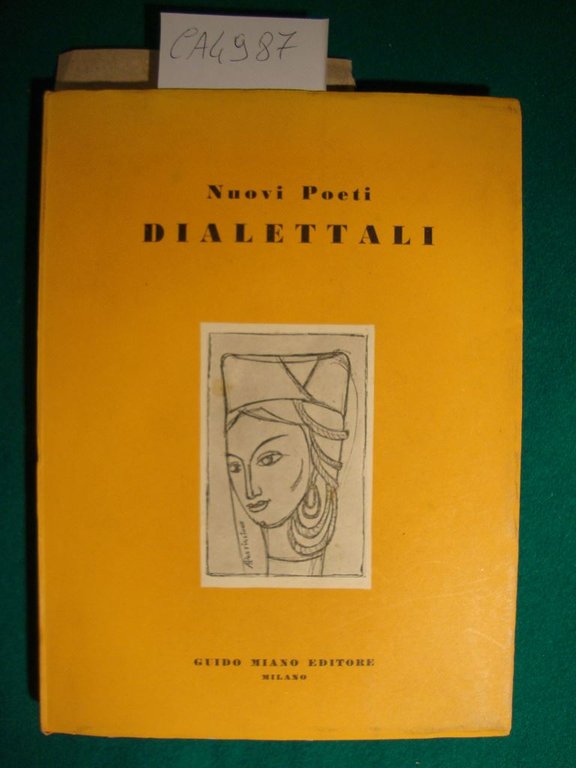 CA4987
Nuovi Poeti
DIALETTALI
GUIDO MIANO EDITORE
MILANO